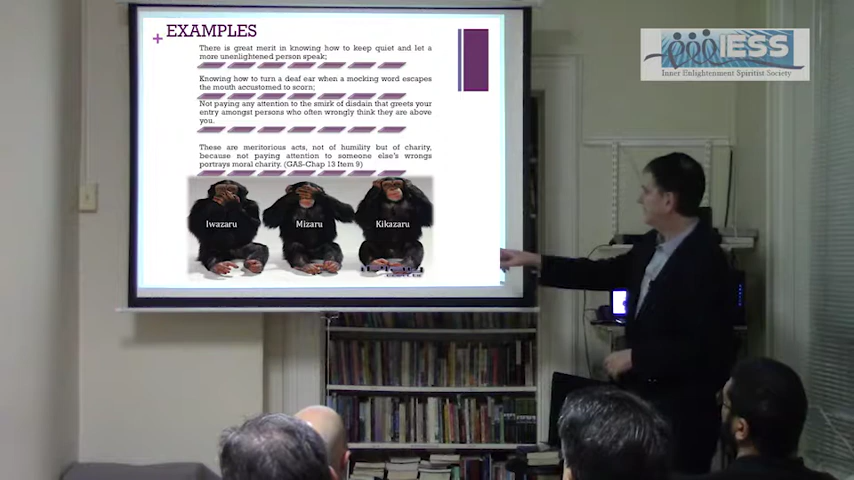 + EXAMPLES
There is great merit in knowing how to keep quiet and let a
more unenlightened person speak;
Knowing how to turn a deaf ear when a mocking word escapes
the mouth accustomed to scorn;
Not paying any attention to the smirk of disdain that greets your
entry amongst persons who often wrongly think they are above
you.
These are meritorious acts, not of humility but of charity,
because not paying attention to someone else's wrongs
portrays moral charity. (GAS-Chap 13 Item 9)
Iwazaru
Mizaru
Kikazaru
IESS
Inner Enlightenment Spiritist Society